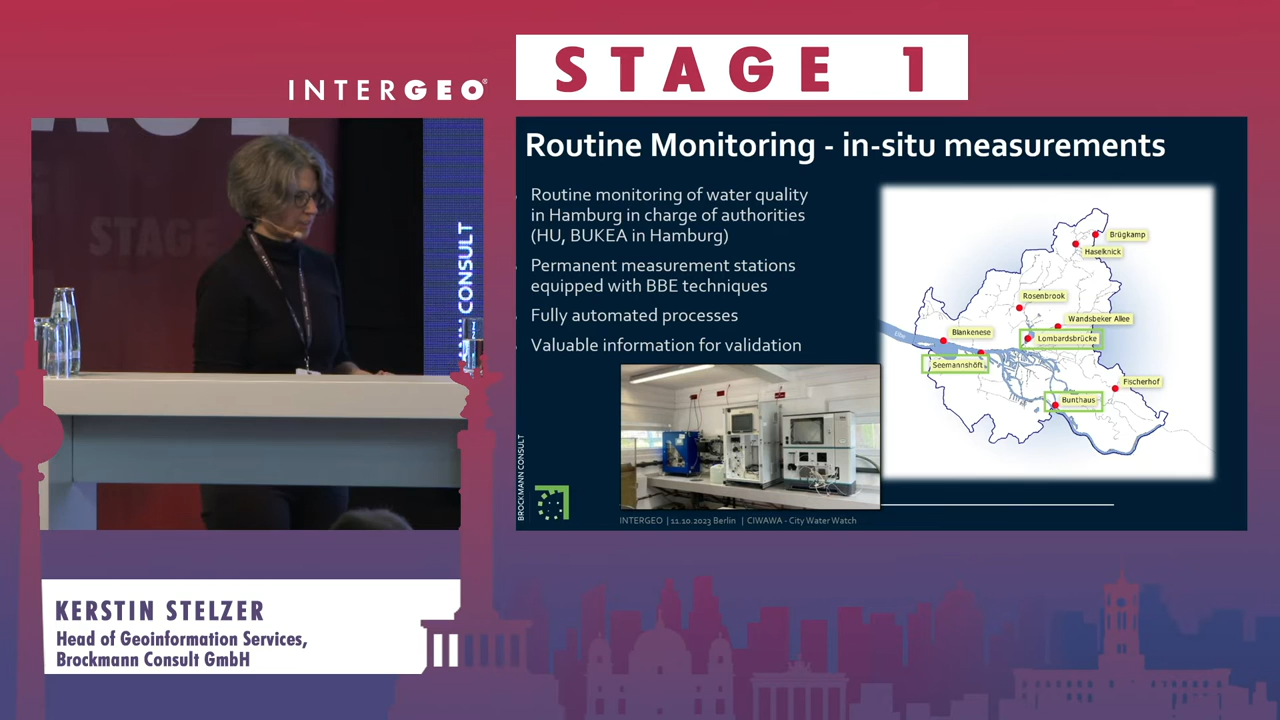 INTERGEO
STAGE 1
STAGE
CONSULT
Routine Monitoring - in-situ measurements
Routine monitoring of water quality
in Hamburg in charge of authorities
(HU, BUKEA in Hamburg)
Permanent measurement stations
equipped with BBE techniques
Fully automated processes
Valuable information for validation
Brügkamp
Haselknick
Rosenbrook
Wandsbeker Allee
Blankenese
Lombardsbrücke
Seemannshöft
Fischerhof
Bunthaus
Elbe
BROCKMANN CONSULT
INTERGEO | 11.10.2023 Berlin | CIWAWA - City Water Watch
KERSTIN STELZER
Head of Geoinformation Services,
Brockmann Consult GmbH